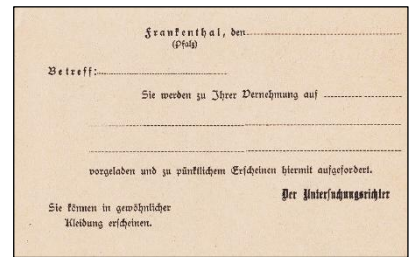 Frankenthal, den
(Pfalz)
Betreff:
Sie werden zu Ihrer Vernehmung auf
vorgeladen und zu pünktlichem Erscheinen hiermit aufgefordert.
Der Untersuchungsrichter
Sie können in gewöhnlicher
Kleidung erscheinen.